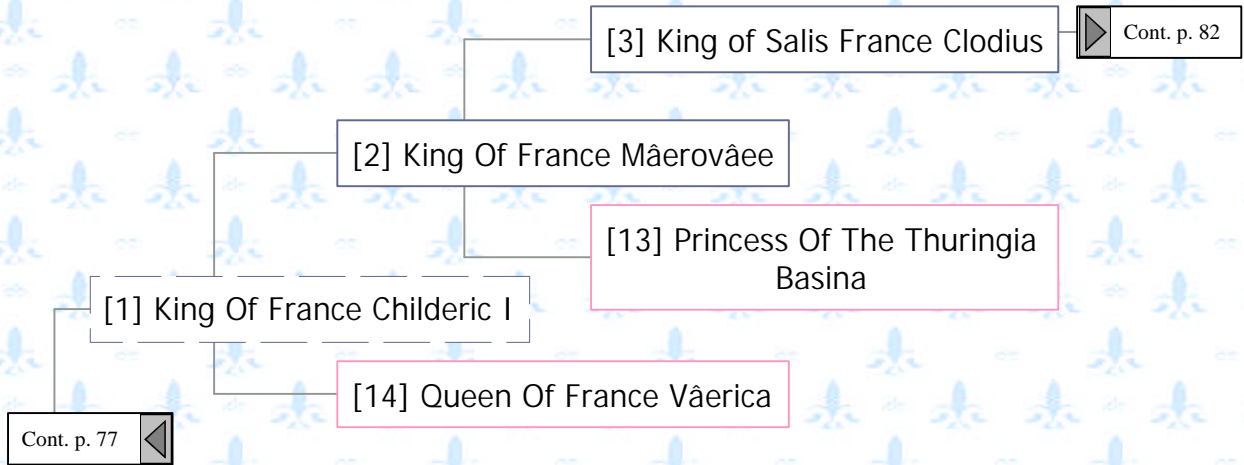 [3] King of Salis France Clodius
Cont. p. 82
[2] King Of France Mâerovâee
[13] Princess Of The Thuringia
Basina
[1] King Of France Childeric I
[14] Queen Of France Vâerica
Cont. p. 77